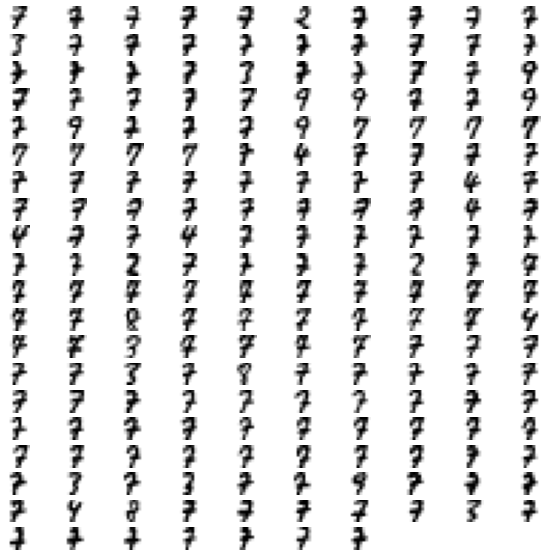 7 7 7 7 7 2 7 7 7 7
3 7 7 7 7 7 7 7 7 7
7 7 7 7 3 7 7 7 7 9
7 7 7 7 7 9 9 7 7 9
7 9 7 7 7 9 7 7 7 7
7 7 7 7 7 4 7 7 7 7
7 7 7 7 7 7 7 7 4 7
7 7 7 7 7 7 7 7 4 7
4 7 7 4 7 7 7 7 7 7
7 7 2 7 7 7 7 2 7 7
7 7 7 7 7 7 7 7 7 7
7 7 8 7 7 7 7 7 7 4
7 7 3 7 7 7 7 7 7 7
7 7 3 7 8 7 7 7 7 7
7 7 7 7 7 7 7 7 7 7
7 7 7 7 7 7 7 7 7 7
7 7 7 7 7 7 7 7 7 7
7 3 7 3 7 7 9 7 7 7
7 4 8 7 7 7 7 7 3 7
7 7 7 7 7 7 7